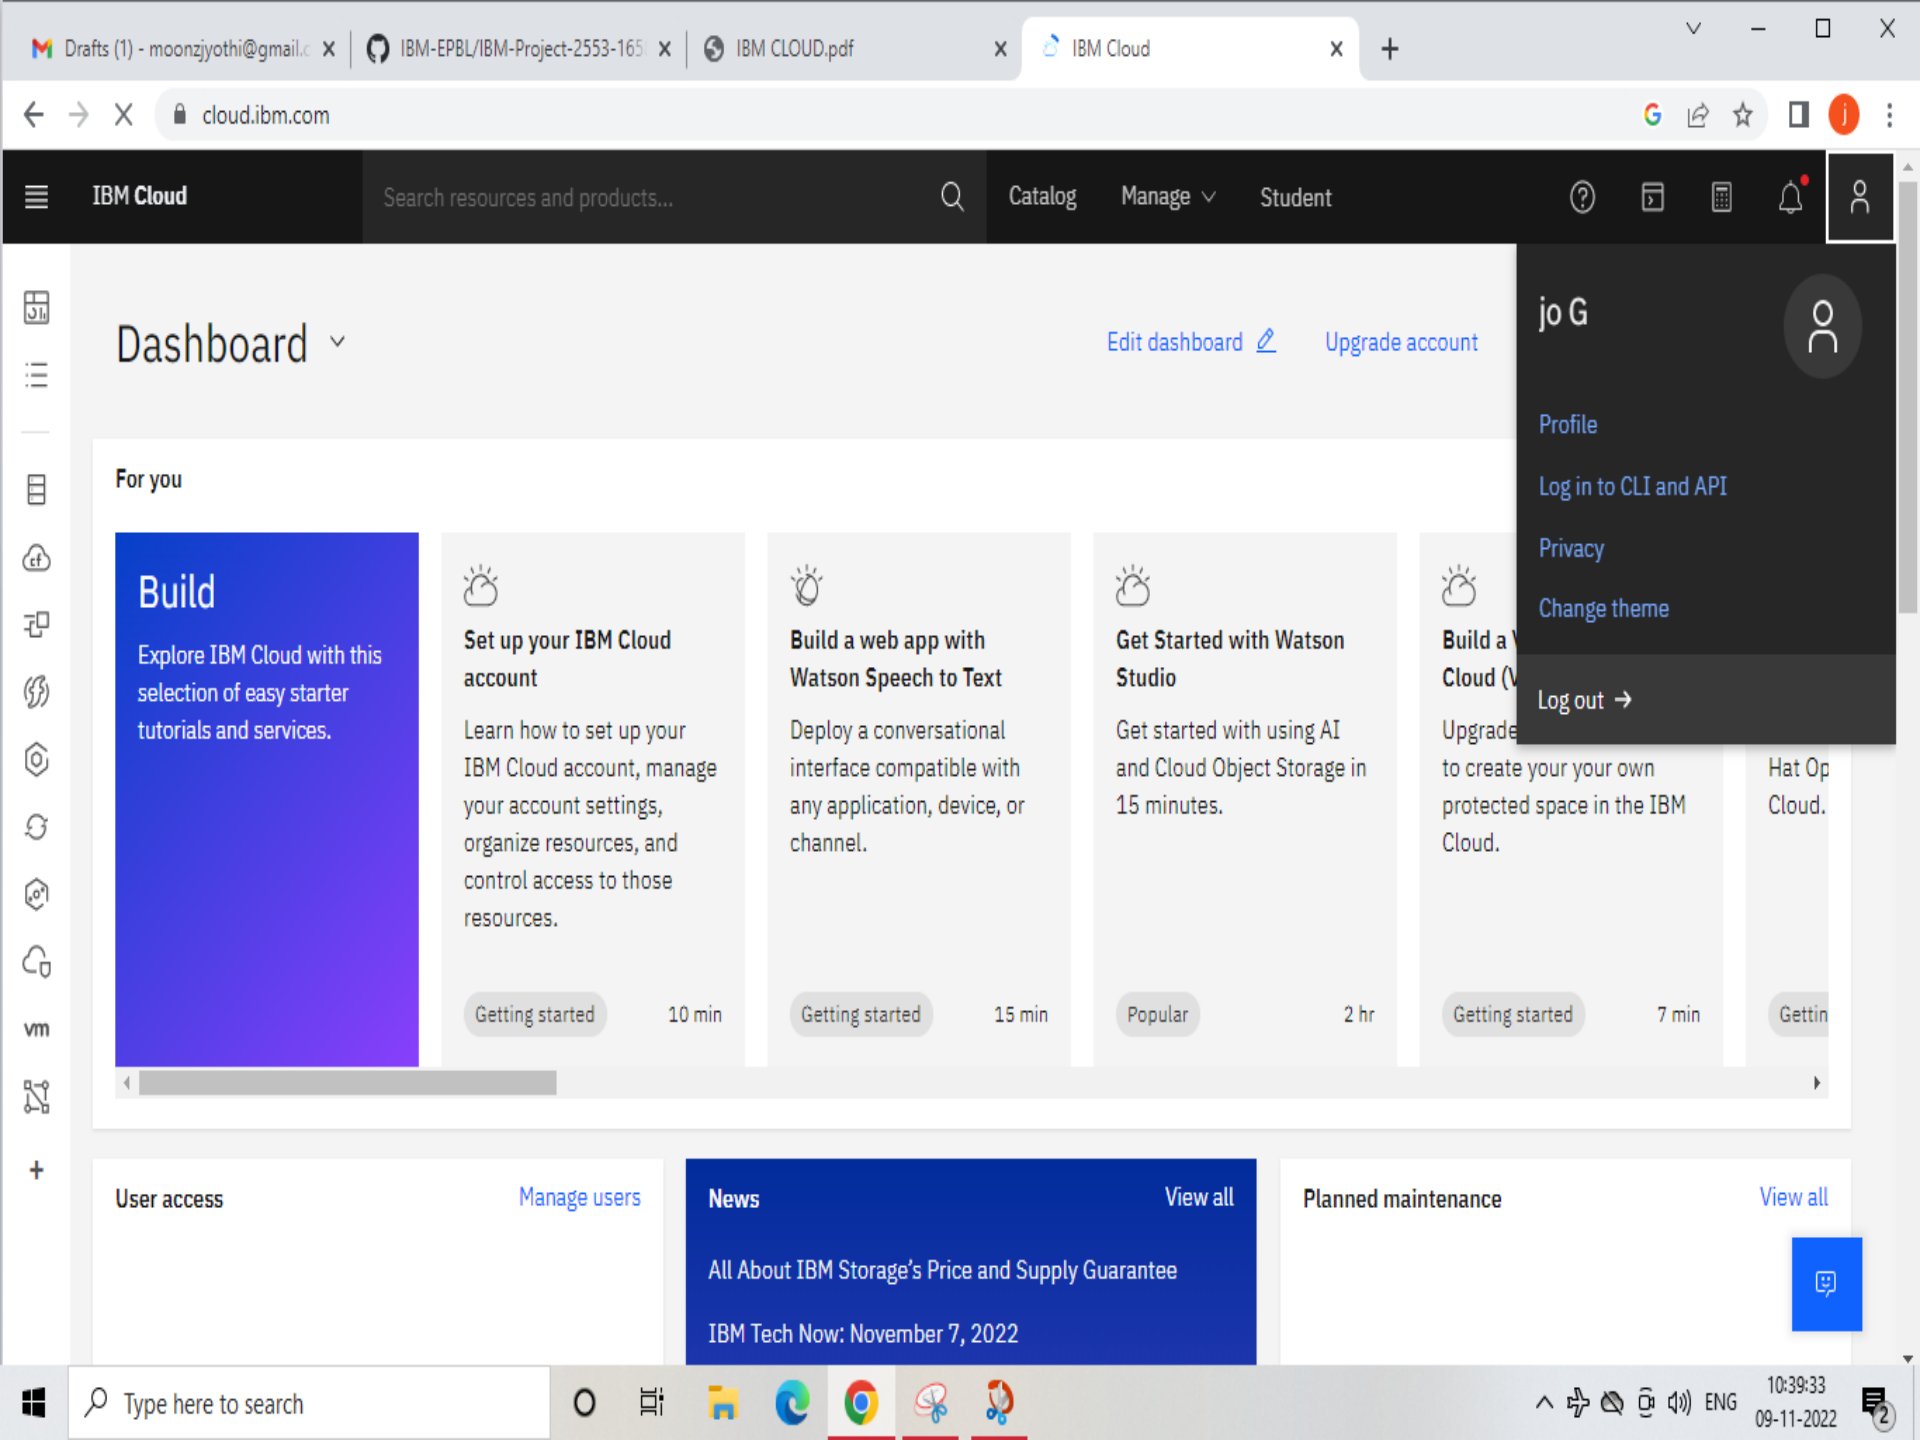 Drafts (1) - moonzjyothi@gmail.c
IBM-EPBL/IBM-Project-2553-165
IBM CLOUD.pdf
IBM Cloud
cloud.ibm.com
j
IBM Cloud
Search resources and products...
Catalog
Manage
Student
jo G
Profile
Log in to CLI and API
Privacy
Change theme
Log out →
Dashboard
Edit dashboard
Upgrade account
For you
Build
Explore IBM Cloud with this
selection of easy starter
tutorials and services.
Set up your IBM Cloud
account
Learn how to set up your
IBM Cloud account, manage
your account settings,
organize resources, and
control access to those
resources.
Getting started
10 min
Build a web app with
Watson Speech to Text
Deploy a conversational
interface compatible with
any application, device, or
channel.
Getting started
15 min
Get Started with Watson
Studio
Get started with using AI
and Cloud Object Storage in
15 minutes.
Popular
2 hr
Build a V
Cloud (V
Upgrade
to create your your own
protected space in the IBM
Cloud.
Getting started
7 min
Hat Op
Cloud.
Gettin
cf
vm
User access
Manage users
News
View all
All About IBM Storage's Price and Supply Guarantee
IBM Tech Now: November 7, 2022
Planned maintenance
View all
Type here to search
ENG
10:39:33
09-11-2022
2